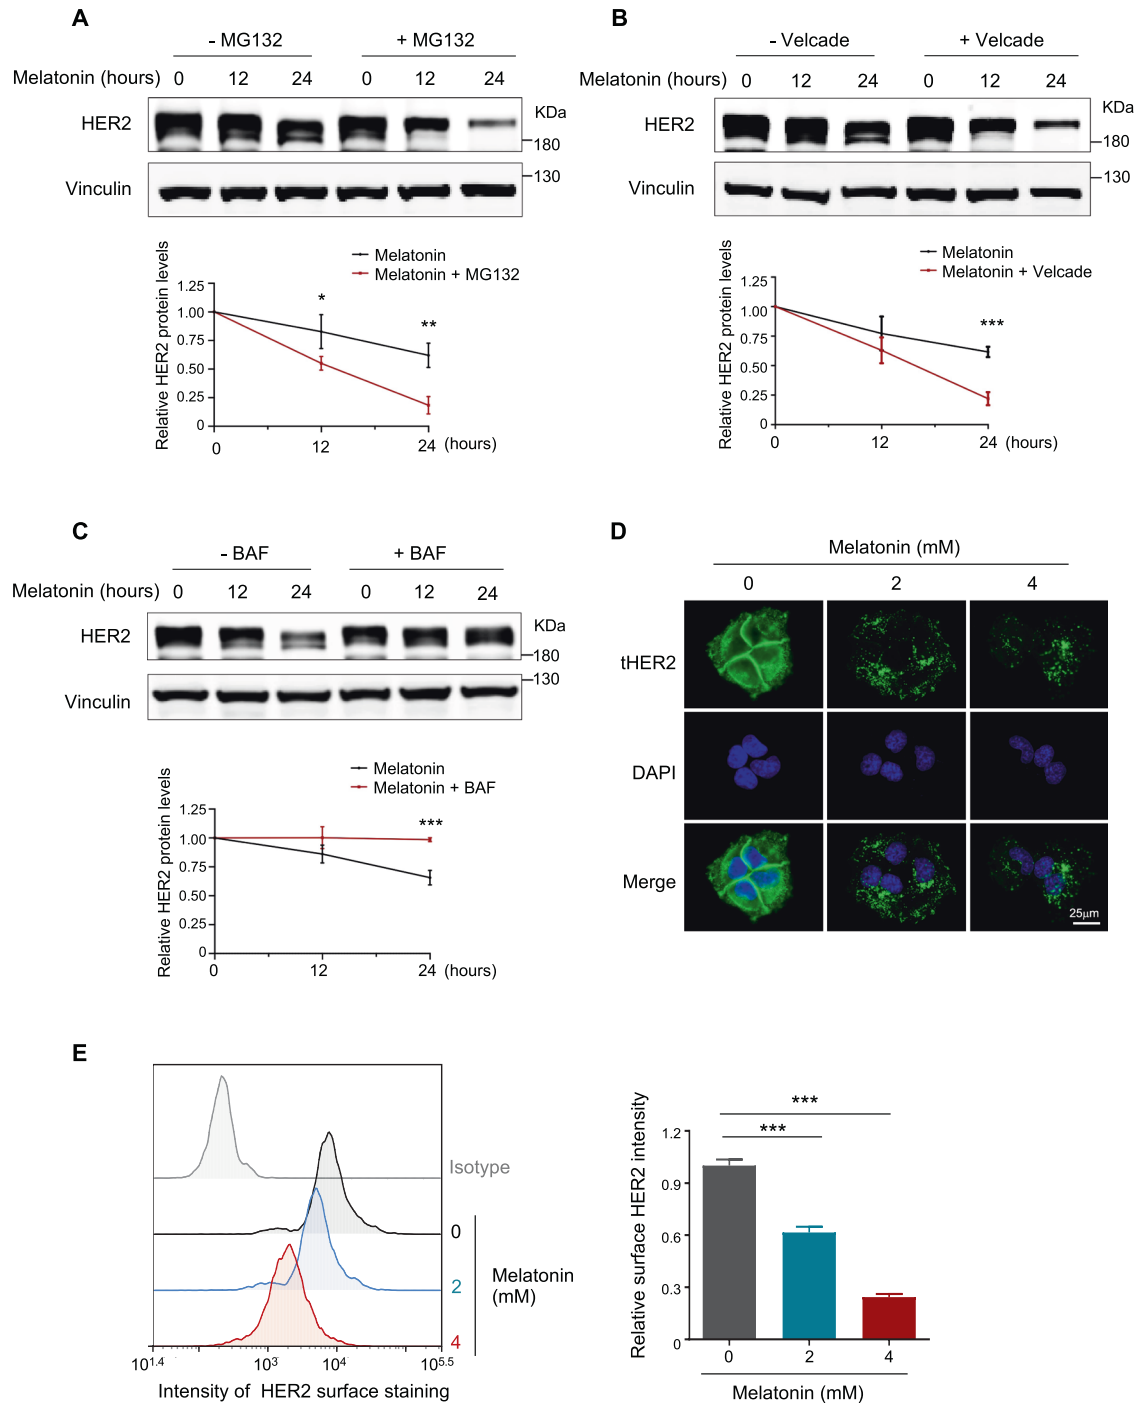 A
- MG132 + MG132
Melatonin (hours) 0 12 24 0 12 24
KDa
HER2
180
130
Vinculin
Melatonin
Melatonin + MG132
Relative HER2 protein levels
1.25
1.00
0.75
0.50
0.25
0
* **
0 12 24 (hours)
B
- Velcade + Velcade
Melatonin (hours) 0 12 24 0 12 24
KDa
HER2
180
130
Vinculin
Melatonin
Melatonin + Velcade
Relative HER2 protein levels
1.25
1.00
0.75
0.50
0.25
0
***
0 12 24 (hours)
C
- BAF + BAF
Melatonin (hours) 0 12 24 0 12 24
KDa
HER2
180
130
Vinculin
Melatonin
Melatonin + BAF
Relative HER2 protein levels
1.25
1.00
0.75
0.50
0.25
0
***
0 12 24 (hours)
D
Melatonin (mM)
0 2 4
tHER2
DAPI
Merge
25μm
E
Isotype
0
2
4
Melatonin
(mM)
10^1.4 10^3 10^4 10^5.5
Intensity of HER2 surface staining
Relative surface HER2 intensity
1.2
0.9
0.6
0.3
0
***
***
0 2 4
Melatonin (mM)